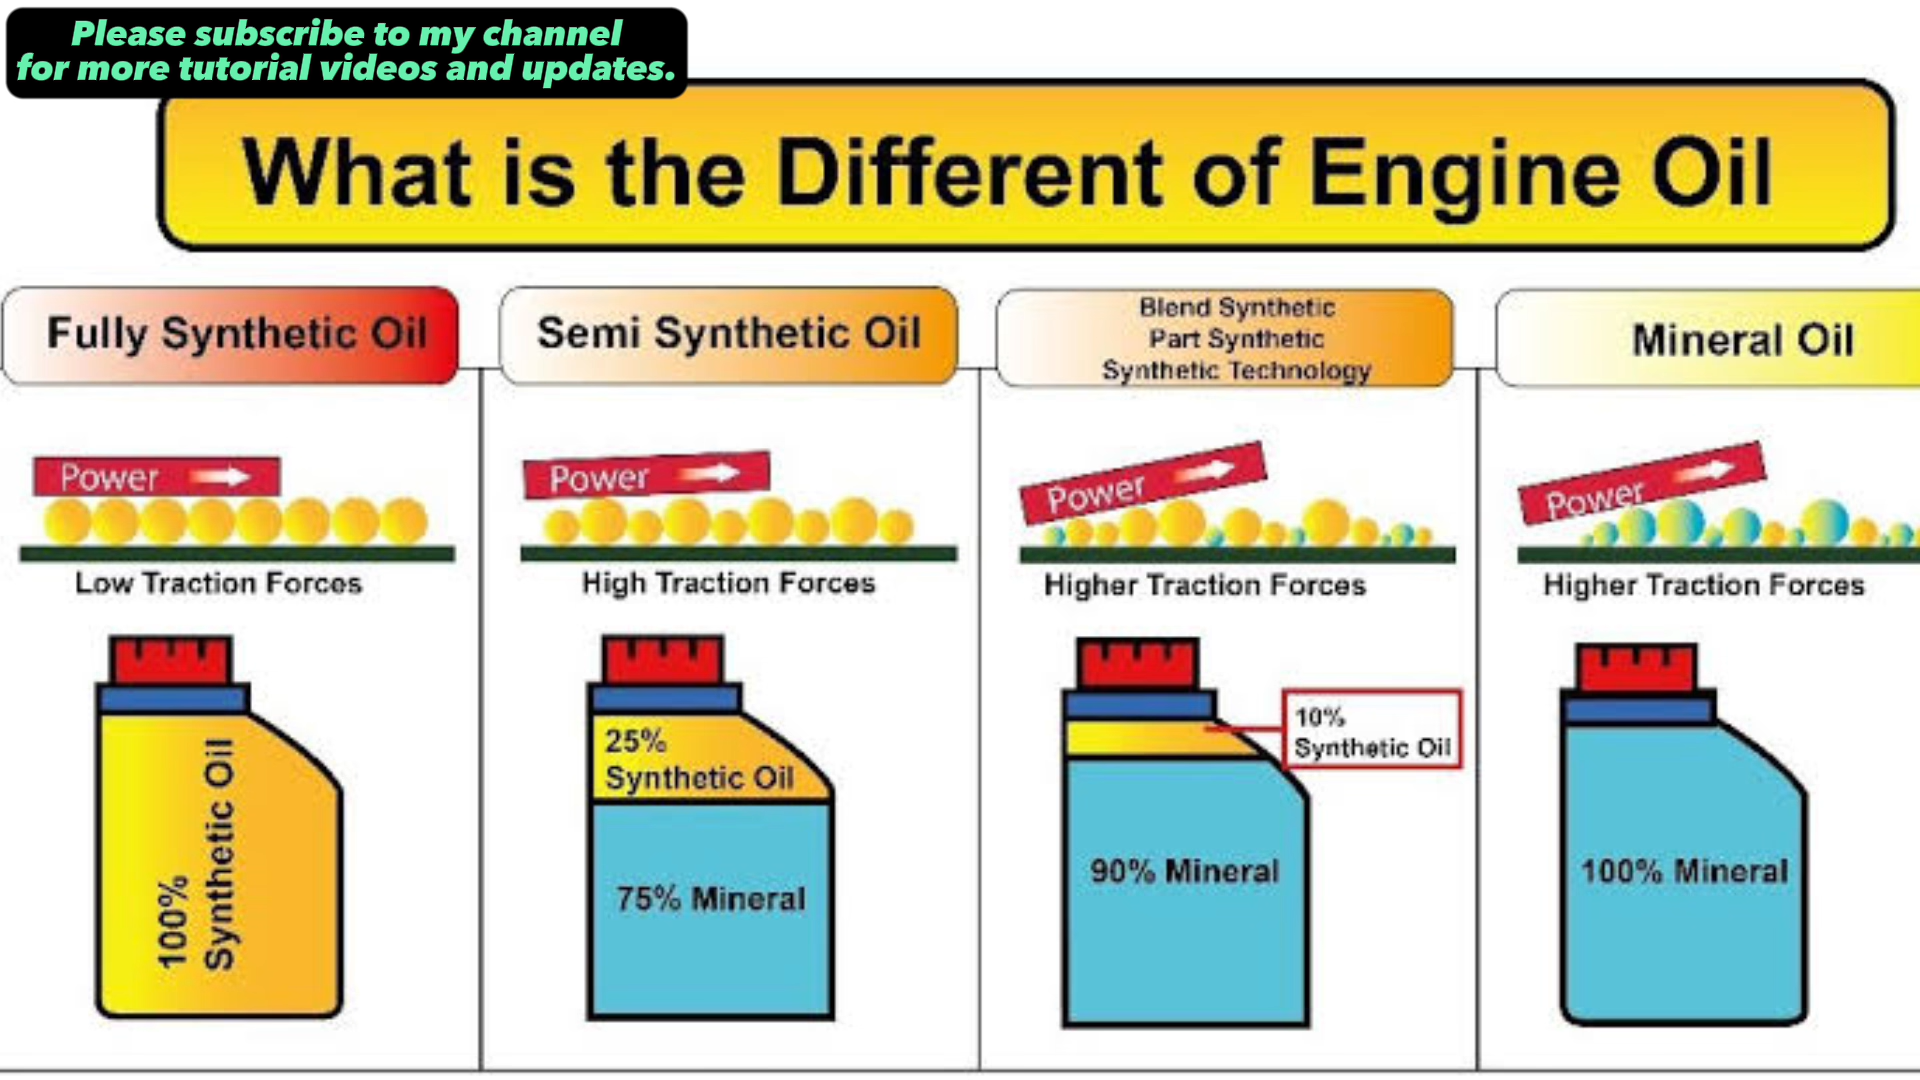 Please subscribe to my channel
for more tutorial videos and updates.
What is the Different of Engine Oil
Fully Synthetic Oil
Power
Low Traction Forces
100%
Synthetic Oil
Semi Synthetic Oil
Power
High Traction Forces
25%
Synthetic Oil
75% Mineral
Blend Synthetic
Part Synthetic
Synthetic Technology
Power
Higher Traction Forces
10%
Synthetic Oil
90% Mineral
Mineral Oil
Power
Higher Traction Forces
100% Mineral